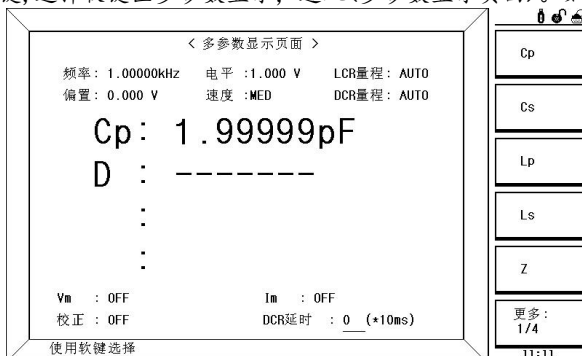 < 多参数显示页面 >
频率: 1.00000kHz 电平 :1.000 V LCR量程: AUTO
偏置: 0.000 V 速度 :MED DCR量程: AUTO
Cp: 1.99999pF
D : -------
:
:
Vm : OFF Im : OFF
校正 : OFF DCR延时 : 0 (*10ms)
使用软键选择
Cp
Cs
Lp
Ls
Z
更多:
1/4